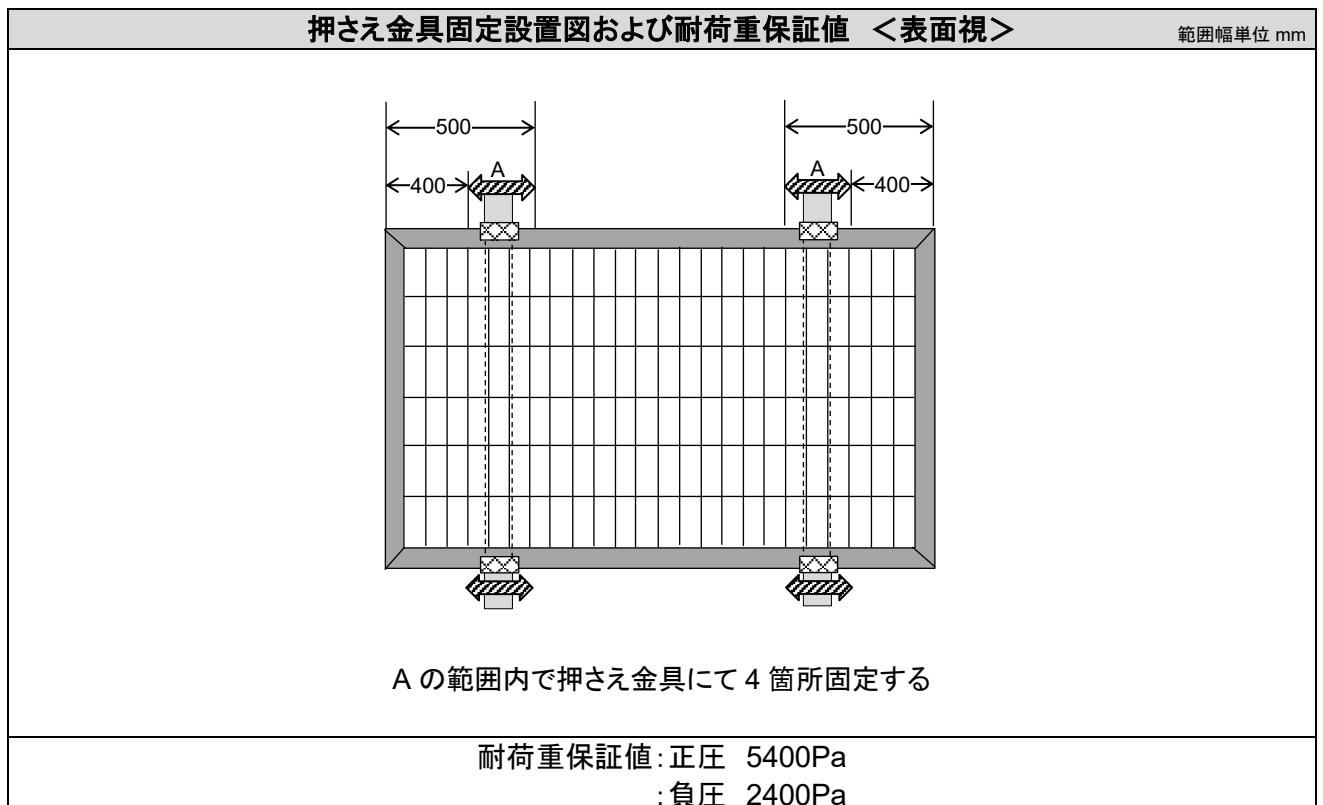 押さえ金具固定設置図および耐荷重保証値 <表面視> 範囲幅単位 mm
500 500
A A
400 400
A の範囲内で押さえ金具にて 4 箇所固定する
耐荷重保証値:正圧 5400Pa
:負圧 2400Pa